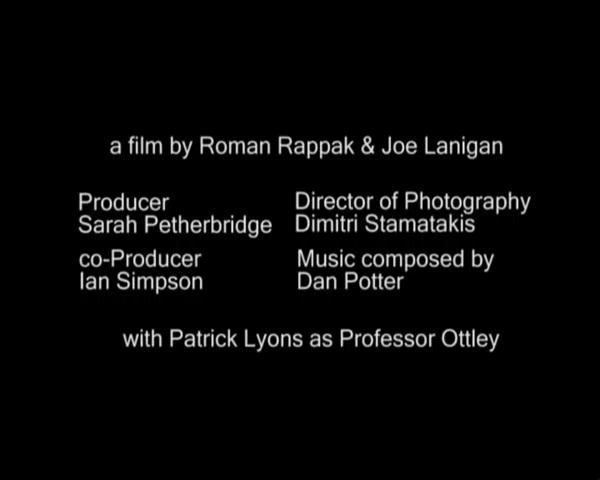 a film by Roman Rappak & Joe Lanigan
Producer
Sarah Petherbridge
Director of Photography
Dimitri Stamatakis
co-Producer
Ian Simpson
Music composed by
Dan Potter
with Patrick Lyons as Professor Ottley